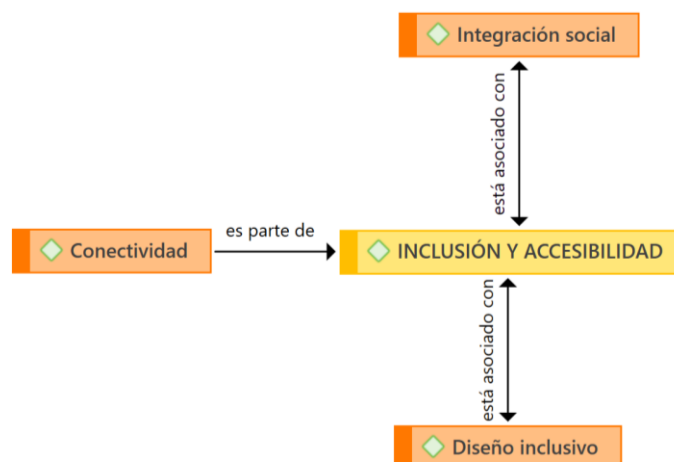 Integración social
está asociado con
es parte de
Conectividad
INCLUSIÓN Y ACCESIBILIDAD
está asociado con
Diseño inclusivo